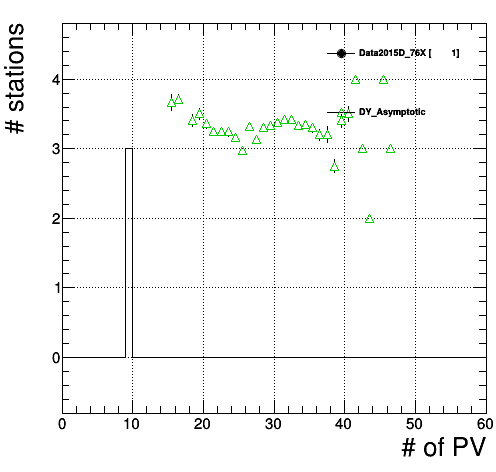 # stations
Data2015D_76X [ 1]
DY_Asymptotic
4
3
2
1
0
0 10 20 30 40 50 60
# of PV